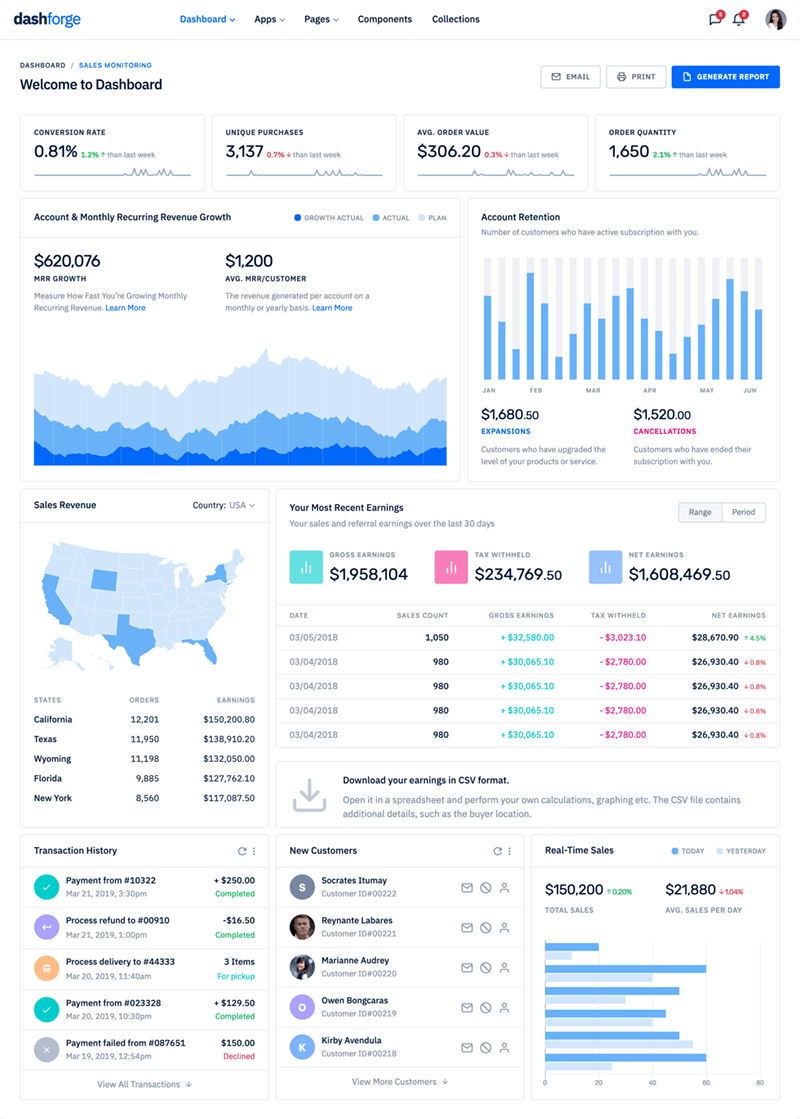 dashforge
Dashboard Apps Pages Components Collections
5 2
DASHBOARD / SALES MONITORING
Welcome to Dashboard
EMAIL PRINT GENERATE REPORT
CONVERSION RATE
0.81% 1.2% ↑ than last week
UNIQUE PURCHASES
3,137 0.7% ↓ than last week
AVG. ORDER VALUE
$306.20 0.3% ↓ than last week
ORDER QUANTITY
1,650 2.1% ↑ than last week
Account & Monthly Recurring Revenue Growth
GROWTH ACTUAL ACTUAL PLAN
$620,076
MRR GROWTH
Measure How Fast You're Growing Monthly
Recurring Revenue. Learn More
$1,200
AVG. MRR/CUSTOMER
The revenue generated per account on a
monthly or yearly basis. Learn More
Account Retention
Number of customers who have active subscription with you.
JAN FEB MAR APR MAY JUN
$1,680.50
EXPANSIONS
Customers who have upgraded the
level of your products or service.
$1,520.00
CANCELLATIONS
Customers who have ended their
subscription with you.
Sales Revenue
Country: USA
STATES ORDERS EARNINGS
California 12,201 $150,200.80
Texas 11,950 $138,910.20
Wyoming 11,198 $132,050.00
Florida 9,885 $127,762.10
New York 8,560 $117,087.50
Your Most Recent Earnings
Your sales and referral earnings over the last 30 days
Range Period
GROSS EARNINGS
$1,958,104
TAX WITHHELD
$234,769.50
NET EARNINGS
$1,608,469.50
DATE SALES COUNT GROSS EARNINGS TAX WITHHELD NET EARNINGS
03/05/2018 1,050 + $32,580.00 - $3,023.10 $28,670.90 ↑ 4.5%
03/04/2018 980 + $30,065.10 - $2,780.00 $26,930.40 ↓ 0.8%
03/04/2018 980 + $30,065.10 - $2,780.00 $26,930.40 ↓ 0.8%
03/04/2018 980 + $30,065.10 - $2,780.00 $26,930.40 ↓ 0.8%
03/04/2018 980 + $30,065.10 - $2,780.00 $26,930.40 ↓ 0.8%
Download your earnings in CSV format.
Open it in a spreadsheet and perform your own calculations, graphing etc. The CSV file contains
additional details, such as the buyer location.
Transaction History
Payment from #10322 + $250.00
Mar 21, 2019, 3:30pm Completed
Process refund to #00910 -$16.50
Mar 21, 2019, 1:00pm Completed
Process delivery to #44333 3 Items
Mar 20, 2019, 11:40am For pickup
Payment from #023328 + $129.50
Mar 20, 2019, 10:30pm Completed
Payment failed from #087651 $150.00
Mar 19, 2019, 12:54pm Declined
View All Transactions ↓
New Customers
S
Socrates Itumay
Customer ID#00222
Reynante Labares
Customer ID#00221
Marianne Audrey
Customer ID#00220
O
Owen Bongcaras
Customer ID#00219
K
Kirby Avendula
Customer ID#00218
View More Customers ↓
Real-Time Sales
TODAY YESTERDAY
$150,200 ↑ 0.20%
TOTAL SALES
$21,880 ↓ 1.04%
AVG. SALES PER DAY
0 20 40 60 80